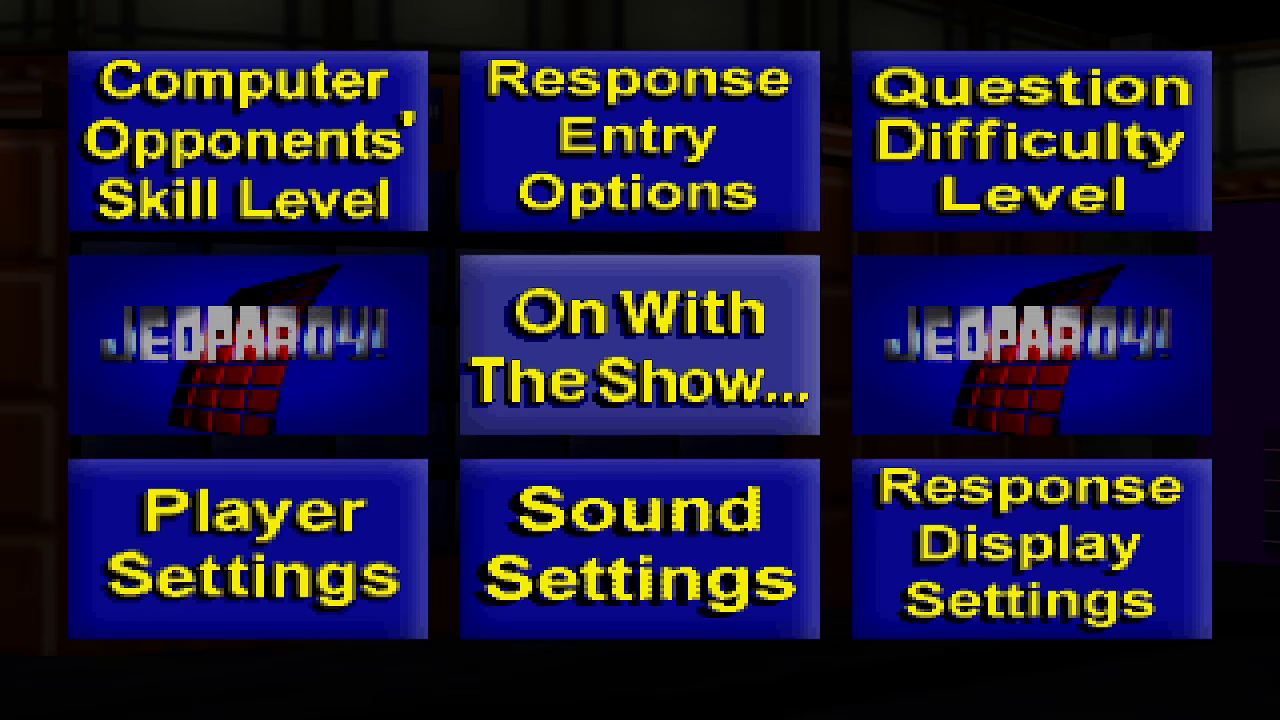 Computer
Opponents'
Skill Level
Response
Entry
Options
Question
Difficulty
Level
JEOPARDY!
On With
The Show...
JEOPARDY!
Player
Settings
Sound
Settings
Response
Display
Settings